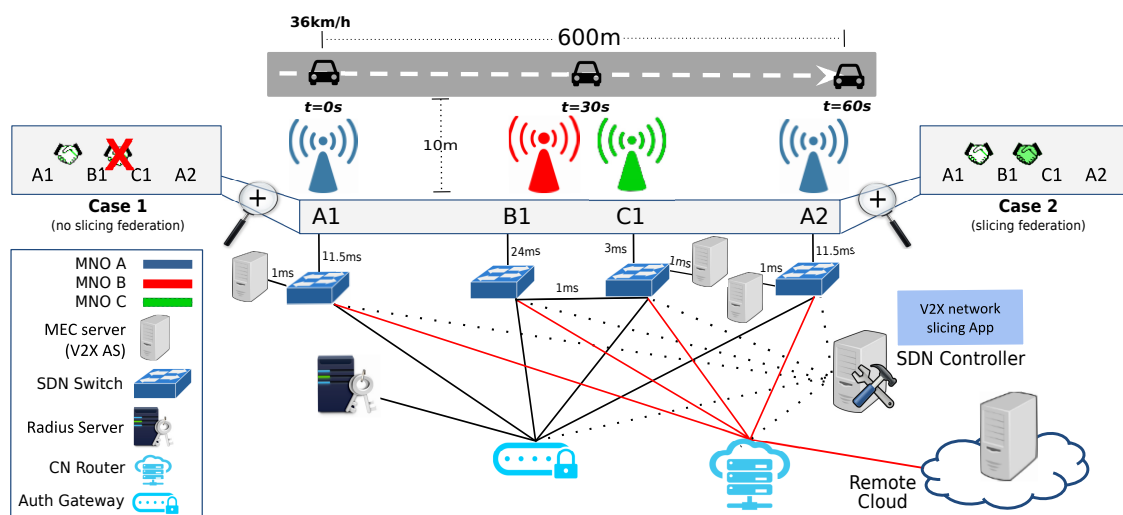 36km/h
600m
t=0s
t=30s
t=60s
10m
A1 B1 C1 A2
Case 1
(no slicing federation)
A1 B1 C1 A2
A1 B1 C1 A2
Case 2
(slicing federation)
11.5ms
24ms
3ms
11.5ms
1ms
1ms
1ms
1ms
MNO A
MNO B
MNO C
MEC server
(V2X AS)
SDN Switch
Radius Server
CN Router
Auth Gateway
V2X network
slicing App
SDN Controller
Remote
Cloud